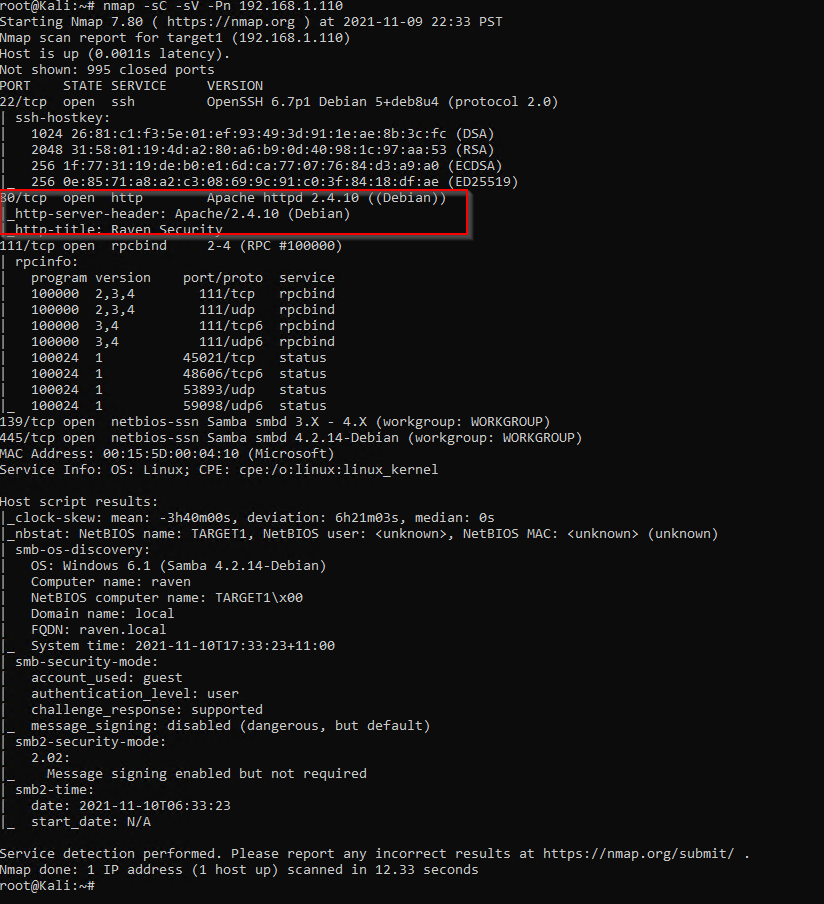 root@Kali:~# nmap -sC -sV -Pn 192.168.1.110
Starting Nmap 7.80 ( https://nmap.org ) at 2021-11-09 22:33 PST
Nmap scan report for target1 (192.168.1.110)
Host is up (0.0011s latency).
Not shown: 995 closed ports
PORT    STATE SERVICE     VERSION
22/tcp  open  ssh         OpenSSH 6.7p1 Debian 5+deb8u4 (protocol 2.0)
| ssh-hostkey:
|   1024 26:81:c1:f3:5e:01:ef:93:49:3d:91:1e:ae:8b:3c:fc (DSA)
|   2048 31:58:01:19:4d:a2:80:a6:b9:0d:40:98:1c:97:aa:53 (RSA)
|   256 1f:77:31:19:de:b0:e1:6d:ca:77:07:76:84:d3:a9:a0 (ECDSA)
|_  256 0e:85:71:a8:a2:c3:08:69:9c:91:c0:3f:84:18:df:ae (ED25519)
80/tcp  open  http        Apache httpd 2.4.10 ((Debian))
|_http-server-header: Apache/2.4.10 (Debian)
|_http-title: Raven Security
111/tcp open  rpcbind     2-4 (RPC #100000)
| rpcinfo:
|   program version    port/proto  service
|   100000  2,3,4        111/tcp   rpcbind
|   100000  2,3,4        111/udp   rpcbind
|   100000  3,4          111/tcp6  rpcbind
|   100000  3,4          111/udp6  rpcbind
|   100024  1          45021/tcp   status
|   100024  1          48606/tcp6  status
|   100024  1          53893/udp   status
|_  100024  1          59098/udp6  status
139/tcp open  netbios-ssn Samba smbd 3.X - 4.X (workgroup: WORKGROUP)
445/tcp open  netbios-ssn Samba smbd 4.2.14-Debian (workgroup: WORKGROUP)
MAC Address: 00:15:5D:00:04:10 (Microsoft)
Service Info: OS: Linux; CPE: cpe:/o:linux:linux_kernel

Host script results:
|_clock-skew: mean: -3h40m00s, deviation: 6h21m03s, median: 0s
|_nbstat: NetBIOS name: TARGET1, NetBIOS user: <unknown>, NetBIOS MAC: <unknown> (unknown)
| smb-os-discovery:
|   OS: Windows 6.1 (Samba 4.2.14-Debian)
|   Computer name: raven
|   NetBIOS computer name: TARGET1\x00
|   Domain name: local
|   FQDN: raven.local
|_  System time: 2021-11-10T17:33:23+11:00
| smb-security-mode:
|   account_used: guest
|   authentication_level: user
|   challenge_response: supported
|_  message_signing: disabled (dangerous, but default)
| smb2-security-mode:
|   2.02:
|_    Message signing enabled but not required
| smb2-time:
|   date: 2021-11-10T06:33:23
|_  start_date: N/A

Service detection performed. Please report any incorrect results at https://nmap.org/submit/ .
Nmap done: 1 IP address (1 host up) scanned in 12.33 seconds
root@Kali:~#